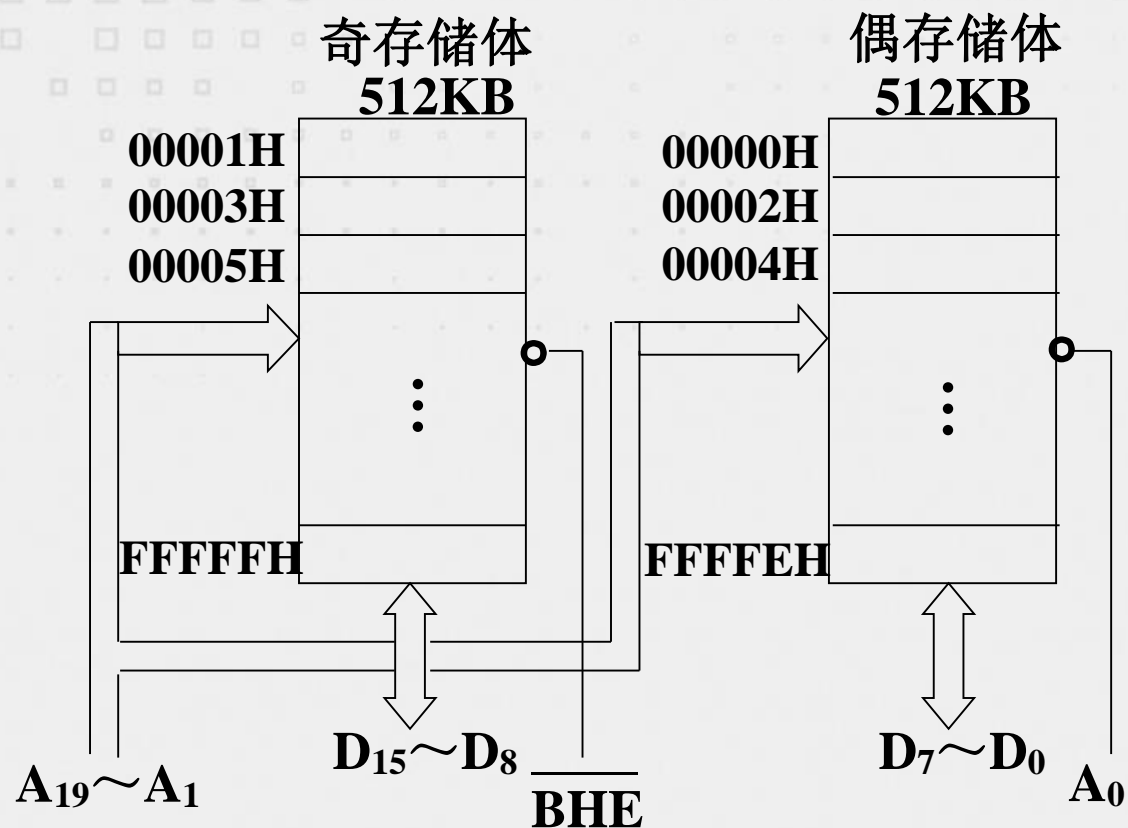 奇存储体
512KB
00001H
00003H
00005H
FFFFFH
偶存储体
512KB
00000H
00002H
00004H
FFFFEH
A19～A1
D15～D8
BHE
D7～D0
A0